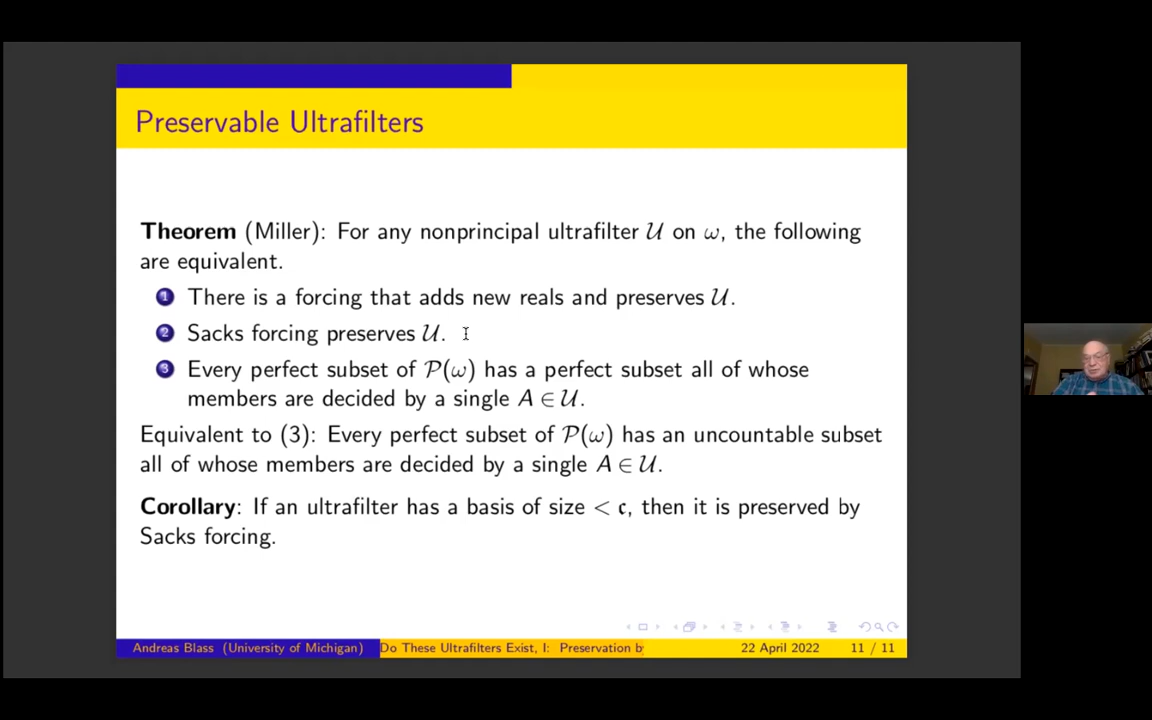 Preservable Ultrafilters
Theorem (Miller): For any nonprincipal ultrafilter 𝒰 on ω, the following
are equivalent.
1 There is a forcing that adds new reals and preserves 𝒰.
2 Sacks forcing preserves 𝒰.
3 Every perfect subset of 𝒫(ω) has a perfect subset all of whose
members are decided by a single A ∈ 𝒰.
Equivalent to (3): Every perfect subset of 𝒫(ω) has an uncountable subset
all of whose members are decided by a single A ∈ 𝒰.
Corollary: If an ultrafilter has a basis of size < 𝔠, then it is preserved by
Sacks forcing.
Andreas Blass (University of Michigan) Do These Ultrafilters Exist, I: Preservation b 22 April 2022 11 / 11